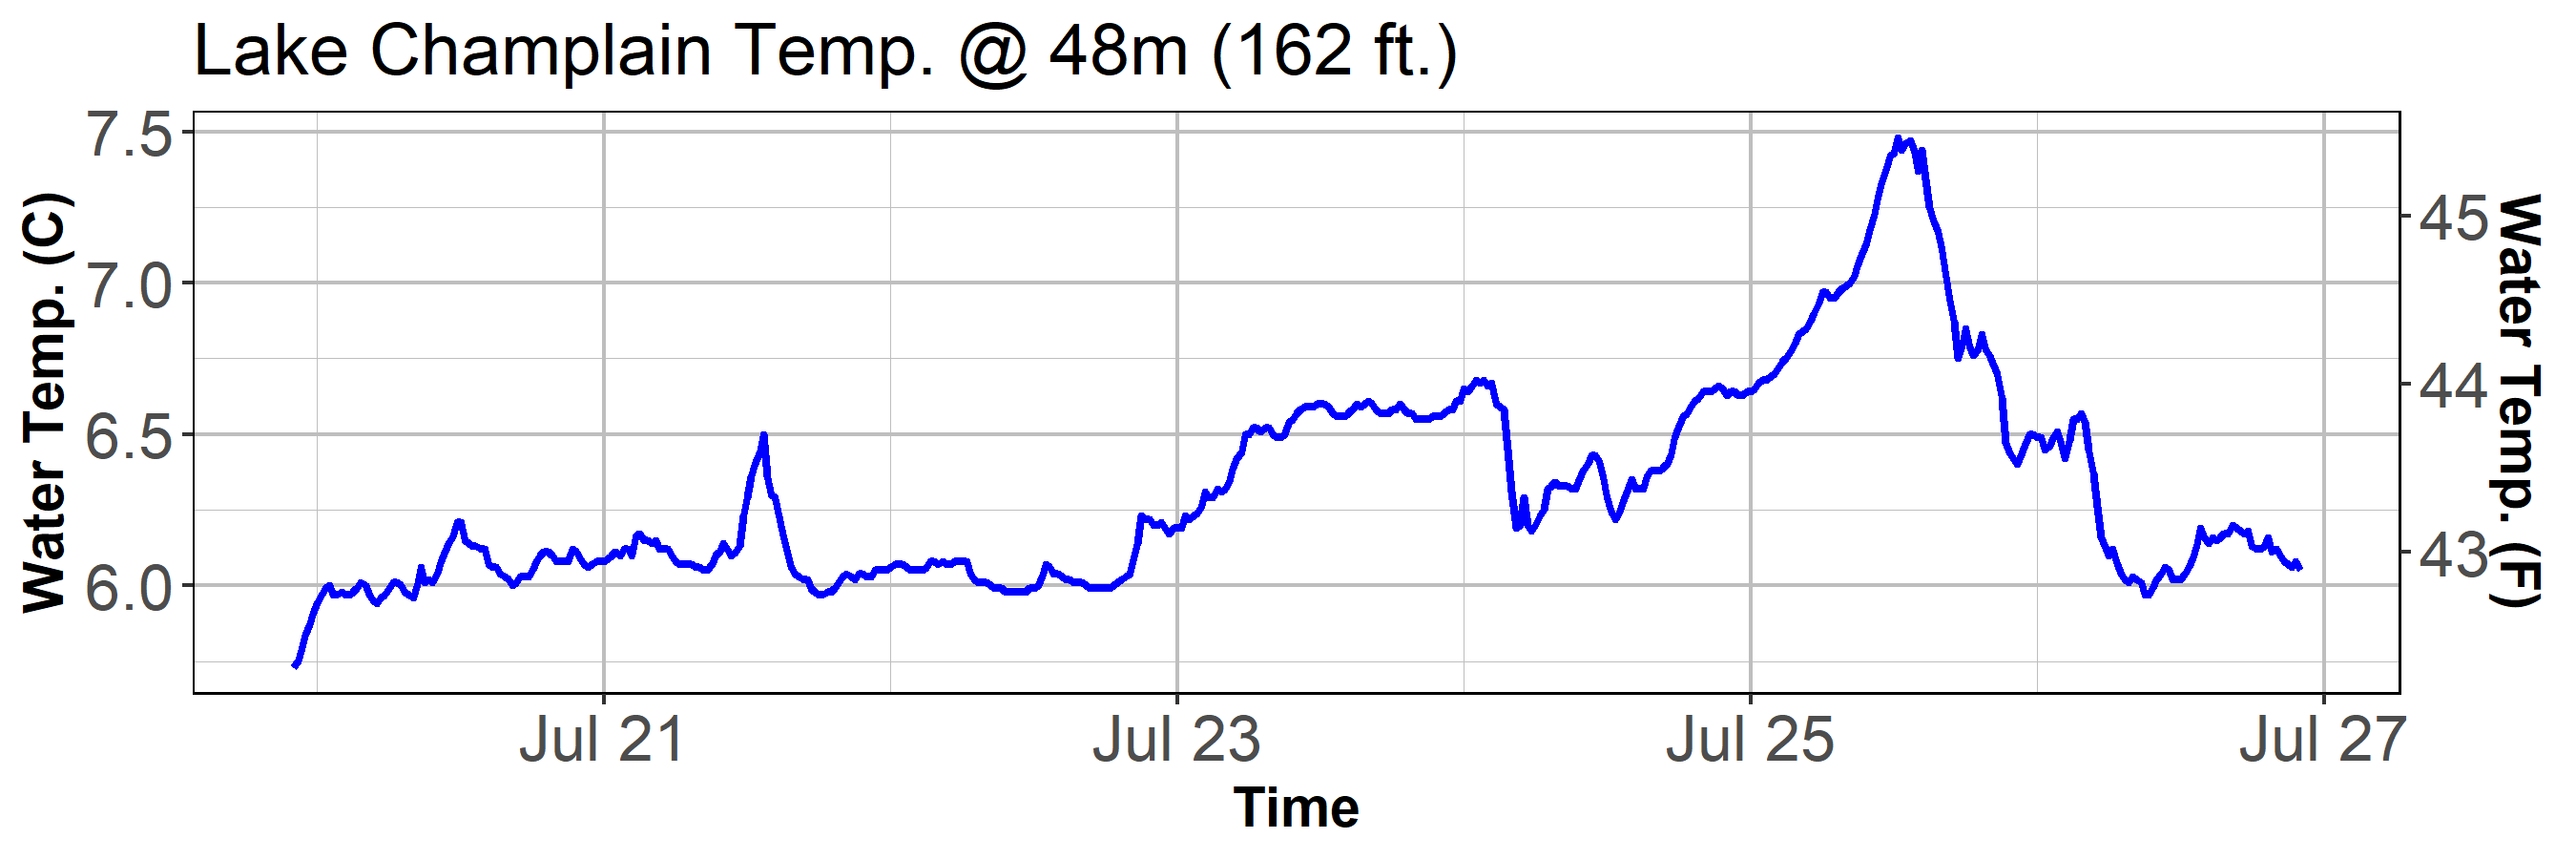 Lake Champlain Temp. @ 48m (162 ft.)
Water Temp. (C)
7.5
7.0
6.5
6.0
45
44
43
Water Temp. (F)
Jul 21 Jul 23 Jul 25 Jul 27
Time